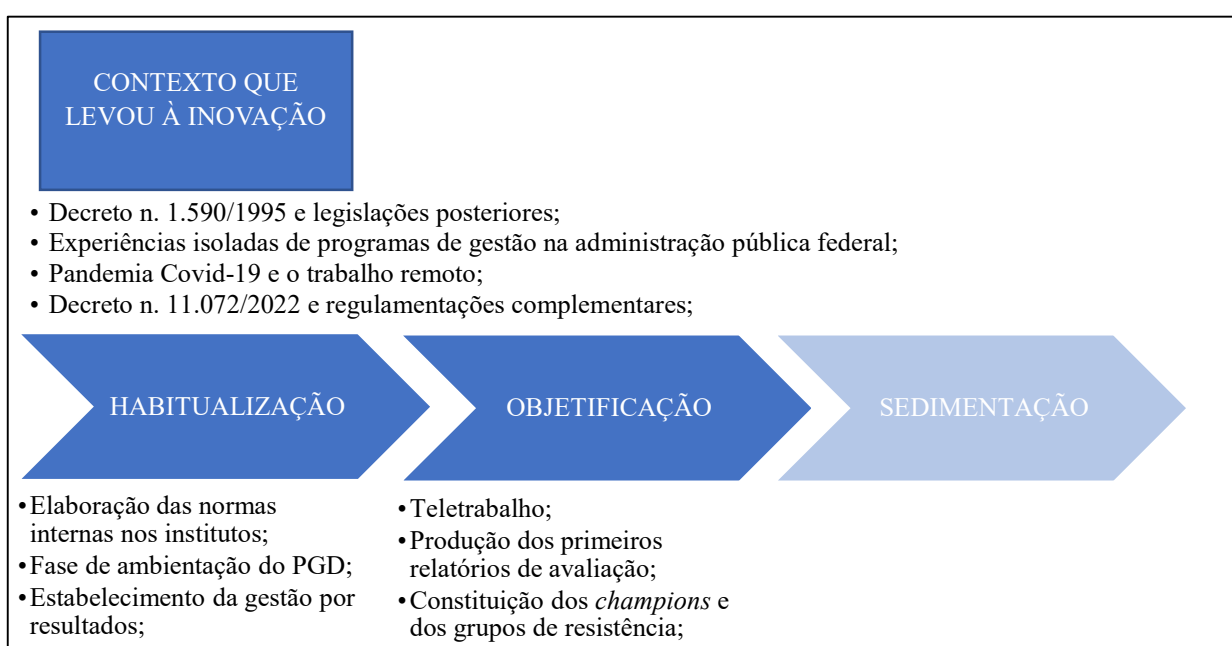 CONTEXTO QUE
LEVOU À INOVAÇÃO
• Decreto n. 1.590/1995 e legislações posteriores;
• Experiências isoladas de programas de gestão na administração pública federal;
• Pandemia Covid-19 e o trabalho remoto;
• Decreto n. 11.072/2022 e regulamentações complementares;
HABITUALIZAÇÃO
OBJETIFICAÇÃO
SEDIMENTAÇÃO
•Elaboração das normas
internas nos institutos;
•Fase de ambientação do PGD;
•Estabelecimento da gestão por
resultados;
•Teletrabalho;
•Produção dos primeiros
relatórios de avaliação;
•Constituição dos champions e
dos grupos de resistência;